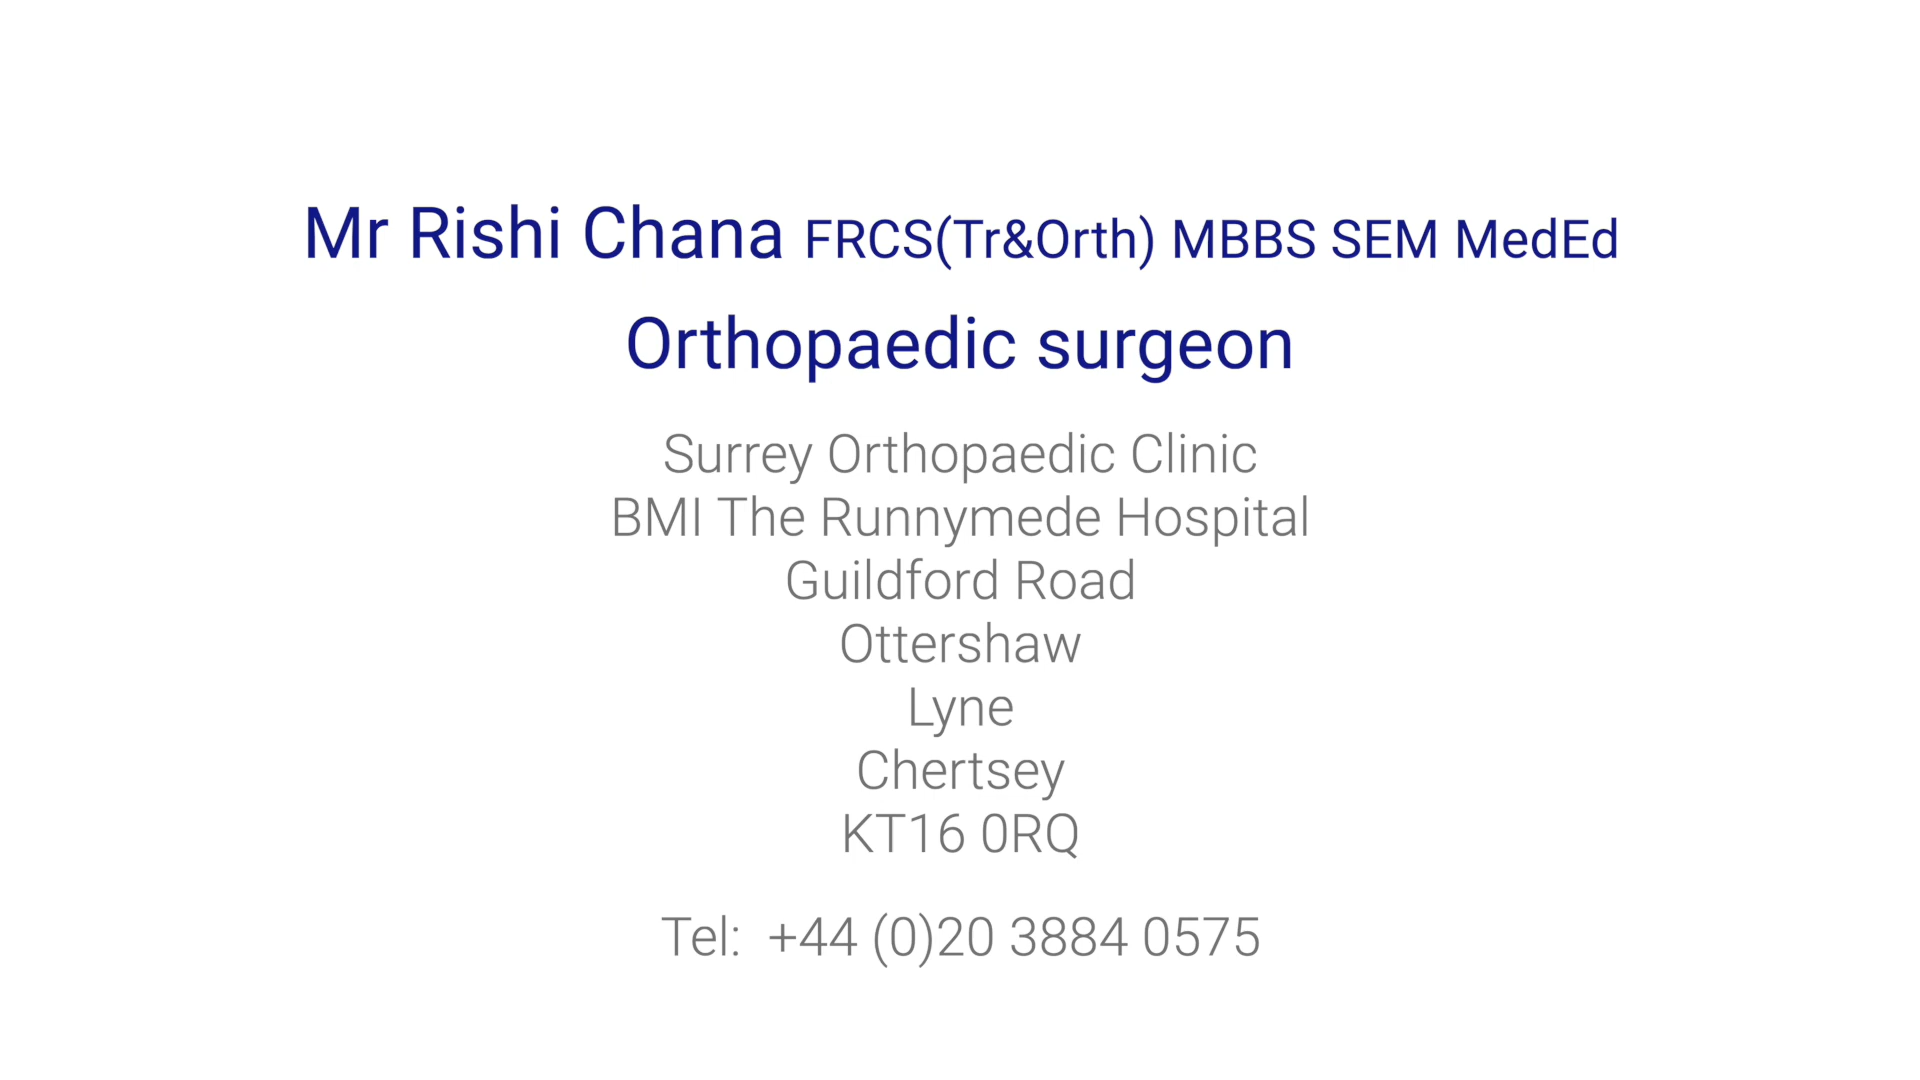 Mr Rishi Chana FRCS(Tr&Orth) MBBS SEM MedEd
Orthopaedic surgeon
Surrey Orthopaedic Clinic
BMI The Runnymede Hospital
Guildford Road
Ottershaw
Lyne
Chertsey
KT16 0RQ
Tel:  +44 (0)20 3884 0575